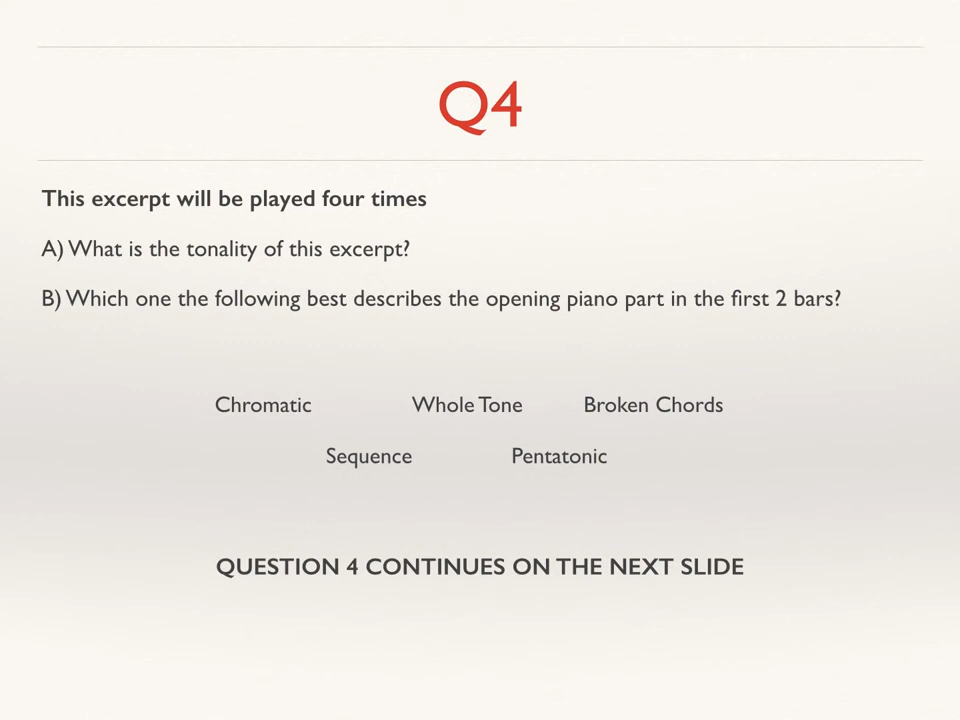 Q4
This excerpt will be played four times
A) What is the tonality of this excerpt?
B) Which one the following best describes the opening piano part in the first 2 bars?
Chromatic Whole Tone Broken Chords
Sequence Pentatonic
QUESTION 4 CONTINUES ON THE NEXT SLIDE